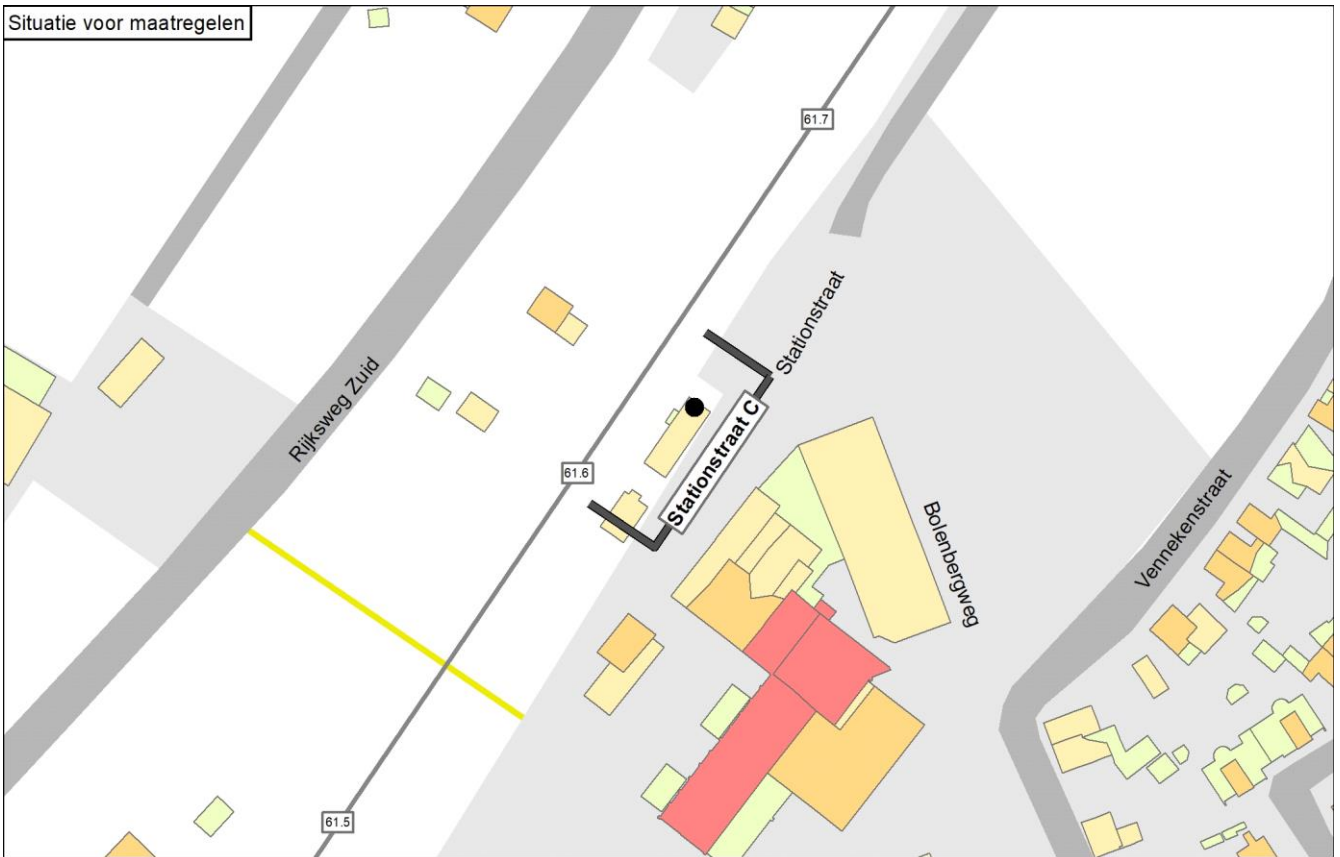 Situatie voor maatregelen
61.7
Stationstraat
Rijksweg Zuid
Stationstraat C
61.6
Bolenbergweg
Vennekenstraat
61.5